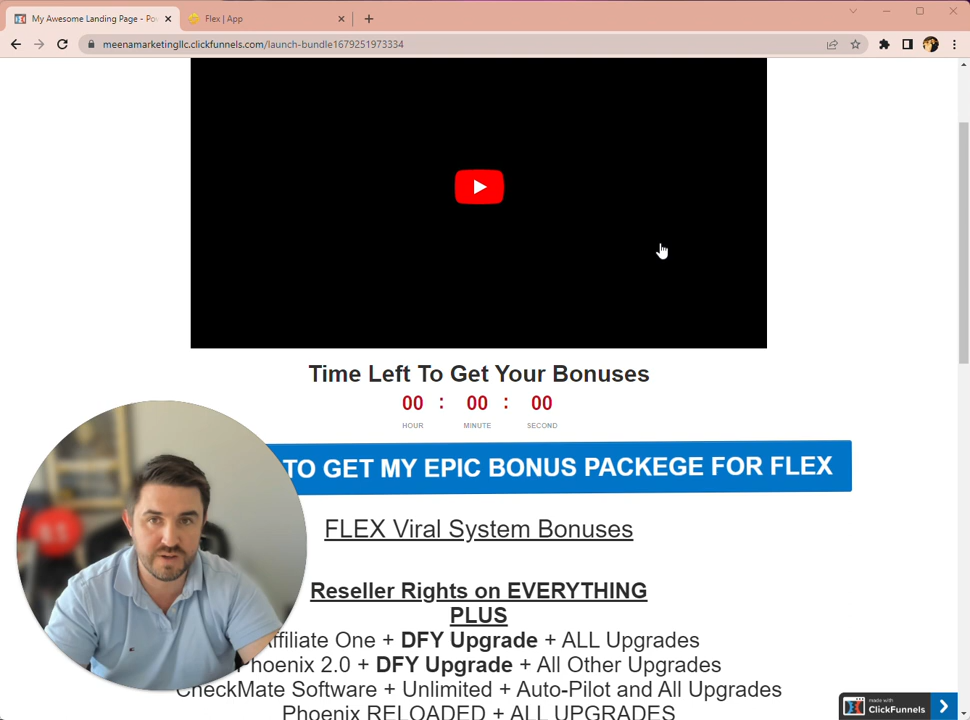 My Awesome Landing Page - Po
Flex | App
meenamarketingllc.clickfunnels.com/launch-bundle1679251973334
Time Left To Get Your Bonuses
00 : 00 : 00
HOUR MINUTE SECOND
TO GET MY EPIC BONUS PACKEGE FOR FLEX
FLEX Viral System Bonuses
Reseller Rights on EVERYTHING
PLUS
ffiliate One + DFY Upgrade + ALL Upgrades
Phoenix 2.0 + DFY Upgrade + All Other Upgrades
CheckMate Software + Unlimited + Auto-Pilot and All Upgrades
Phoenix RELOADED + ALL UPGRADES
made with
ClickFunnels